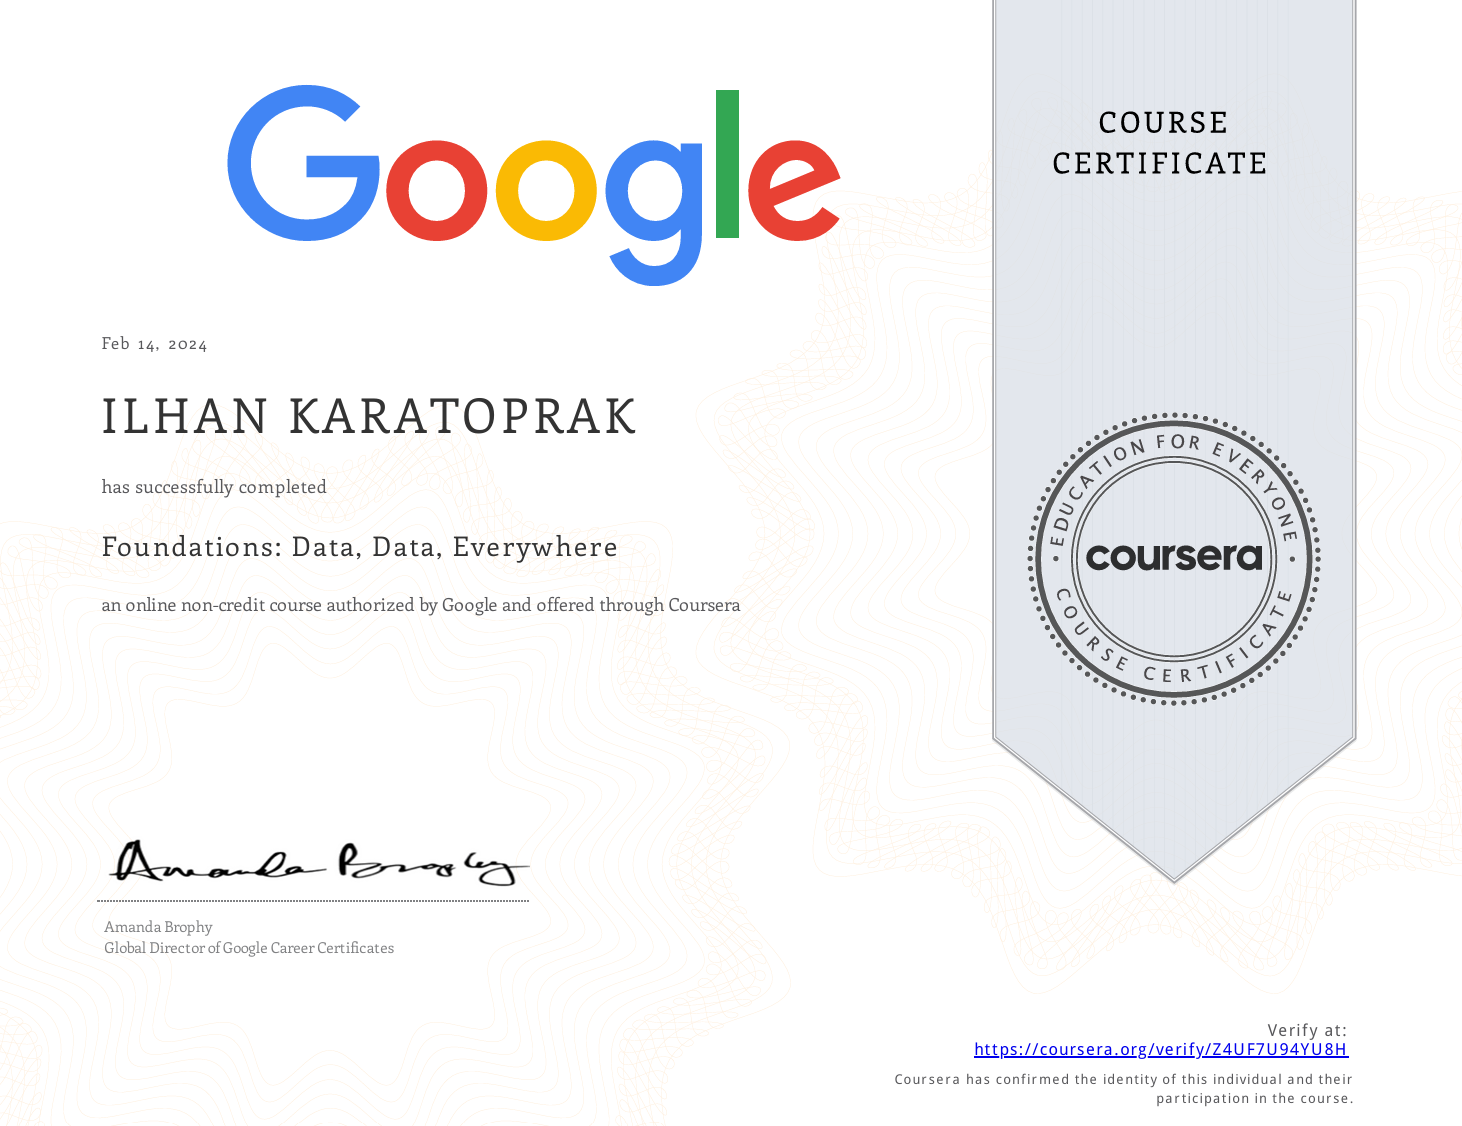 Google
COURSE
CERTIFICATE
Feb 14, 2024
ILHAN KARATOPRAK
has successfully completed
Foundations: Data, Data, Everywhere
an online non-credit course authorized by Google and offered through Coursera
EDUCATION FOR EVERYONE
coursera
COURSE CERTIFICATE
Amanda Brophy
Amanda Brophy
Global Director of Google Career Certificates
Verify at:
https://coursera.org/verify/Z4UF7U94YU8H
Coursera has confirmed the identity of this individual and their
participation in the course.